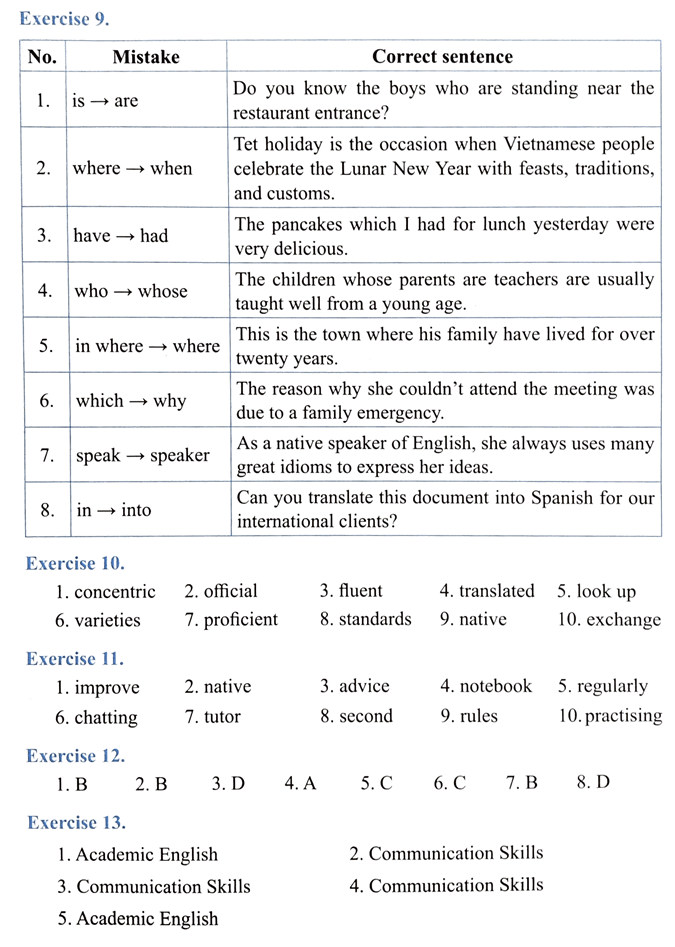 Exercise 9.
No. Mistake Correct sentence
1. is → are Do you know the boys who are standing near the
restaurant entrance?
2. where → when Tet holiday is the occasion when Vietnamese people
celebrate the Lunar New Year with feasts, traditions,
and customs.
3. have → had The pancakes which I had for lunch yesterday were
very delicious.
4. who → whose The children whose parents are teachers are usually
taught well from a young age.
5. in where → where This is the town where his family have lived for over
twenty years.
6. which → why The reason why she couldn't attend the meeting was
due to a family emergency.
7. speak → speaker As a native speaker of English, she always uses many
great idioms to express her ideas.
8. in → into Can you translate this document into Spanish for our
international clients?
Exercise 10.
1. concentric 2. official 3. fluent 4. translated 5. look up
6. varieties 7. proficient 8. standards 9. native 10. exchange
Exercise 11.
1. improve 2. native 3. advice 4. notebook 5. regularly
6. chatting 7. tutor 8. second 9. rules 10. practising
Exercise 12.
1. B 2. B 3. D 4. A 5. C 6. C 7. B 8. D
Exercise 13.
1. Academic English 2. Communication Skills
3. Communication Skills 4. Communication Skills
5. Academic English